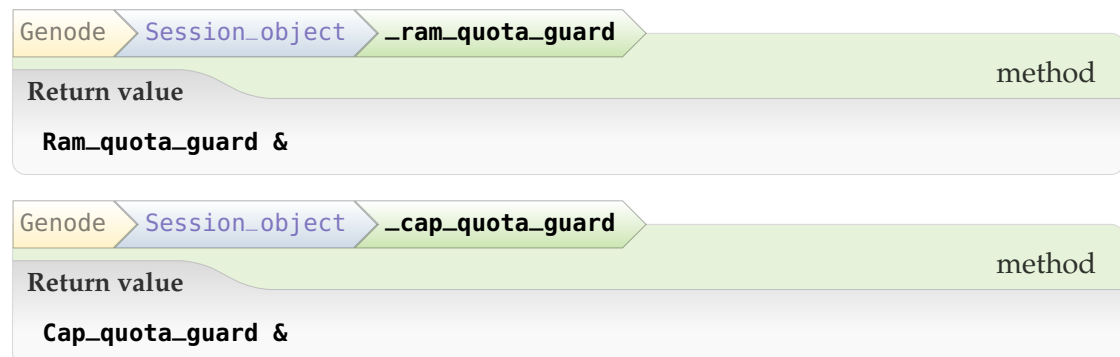 Genode Session_object _ram_quota_guard
method
Return value
Ram_quota_guard &
Genode Session_object _cap_quota_guard
method
Return value
Cap_quota_guard &